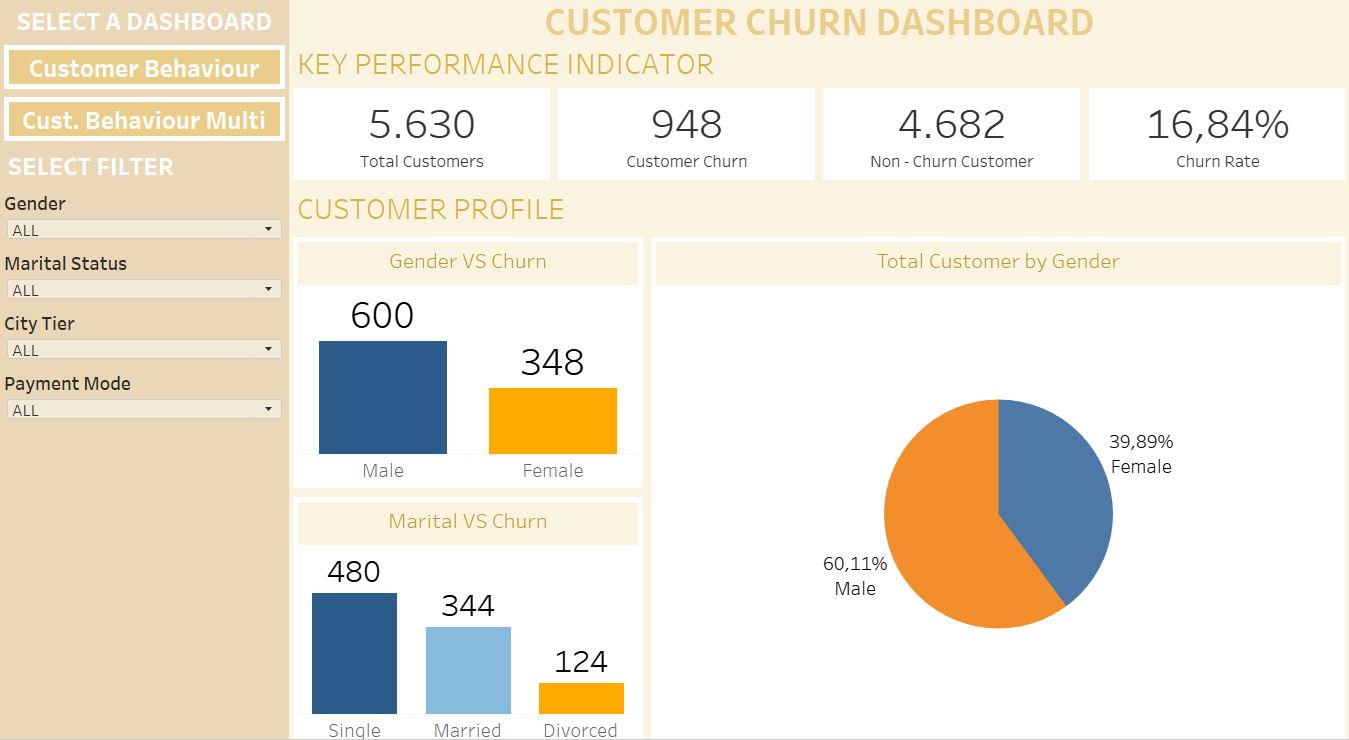 SELECT A DASHBOARD
Customer Behaviour
Cust. Behaviour Multi
SELECT FILTER
Gender
ALL
Marital Status
ALL
City Tier
ALL
Payment Mode
ALL
CUSTOMER CHURN DASHBOARD
KEY PERFORMANCE INDICATOR
5.630
Total Customers
948
Customer Churn
4.682
Non - Churn Customer
16,84%
Churn Rate
CUSTOMER PROFILE
Gender VS Churn
600
348
Male
Female
Marital VS Churn
480
344
124
Single
Married
Divorced
Total Customer by Gender
39,89%
Female
60,11%
Male